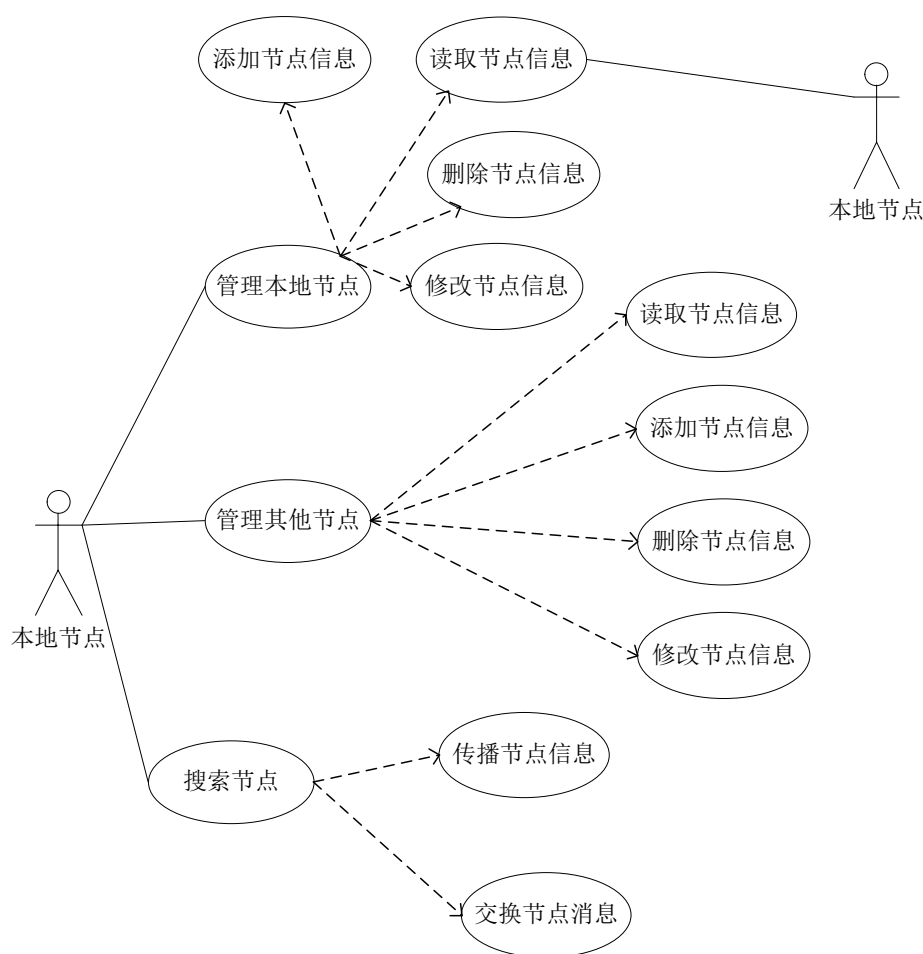 添加节点信息
读取节点信息
删除节点信息
本地节点
管理本地节点
修改节点信息
读取节点信息
添加节点信息
管理其他节点
删除节点信息
本地节点
修改节点信息
传播节点信息
搜索节点
交换节点消息